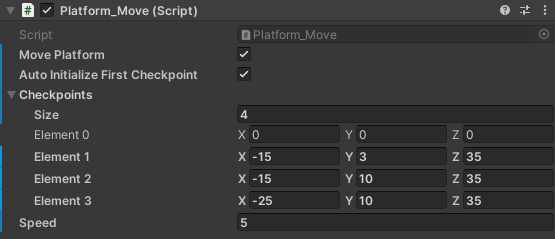 Platform_Move (Script)
Script Platform_Move
Move Platform
Auto Initialize First Checkpoint
Checkpoints
Size 4
Element 0 X 0 Y 0 Z 0
Element 1 X -15 Y 3 Z 35
Element 2 X -15 Y 10 Z 35
Element 3 X -25 Y 10 Z 35
Speed 5